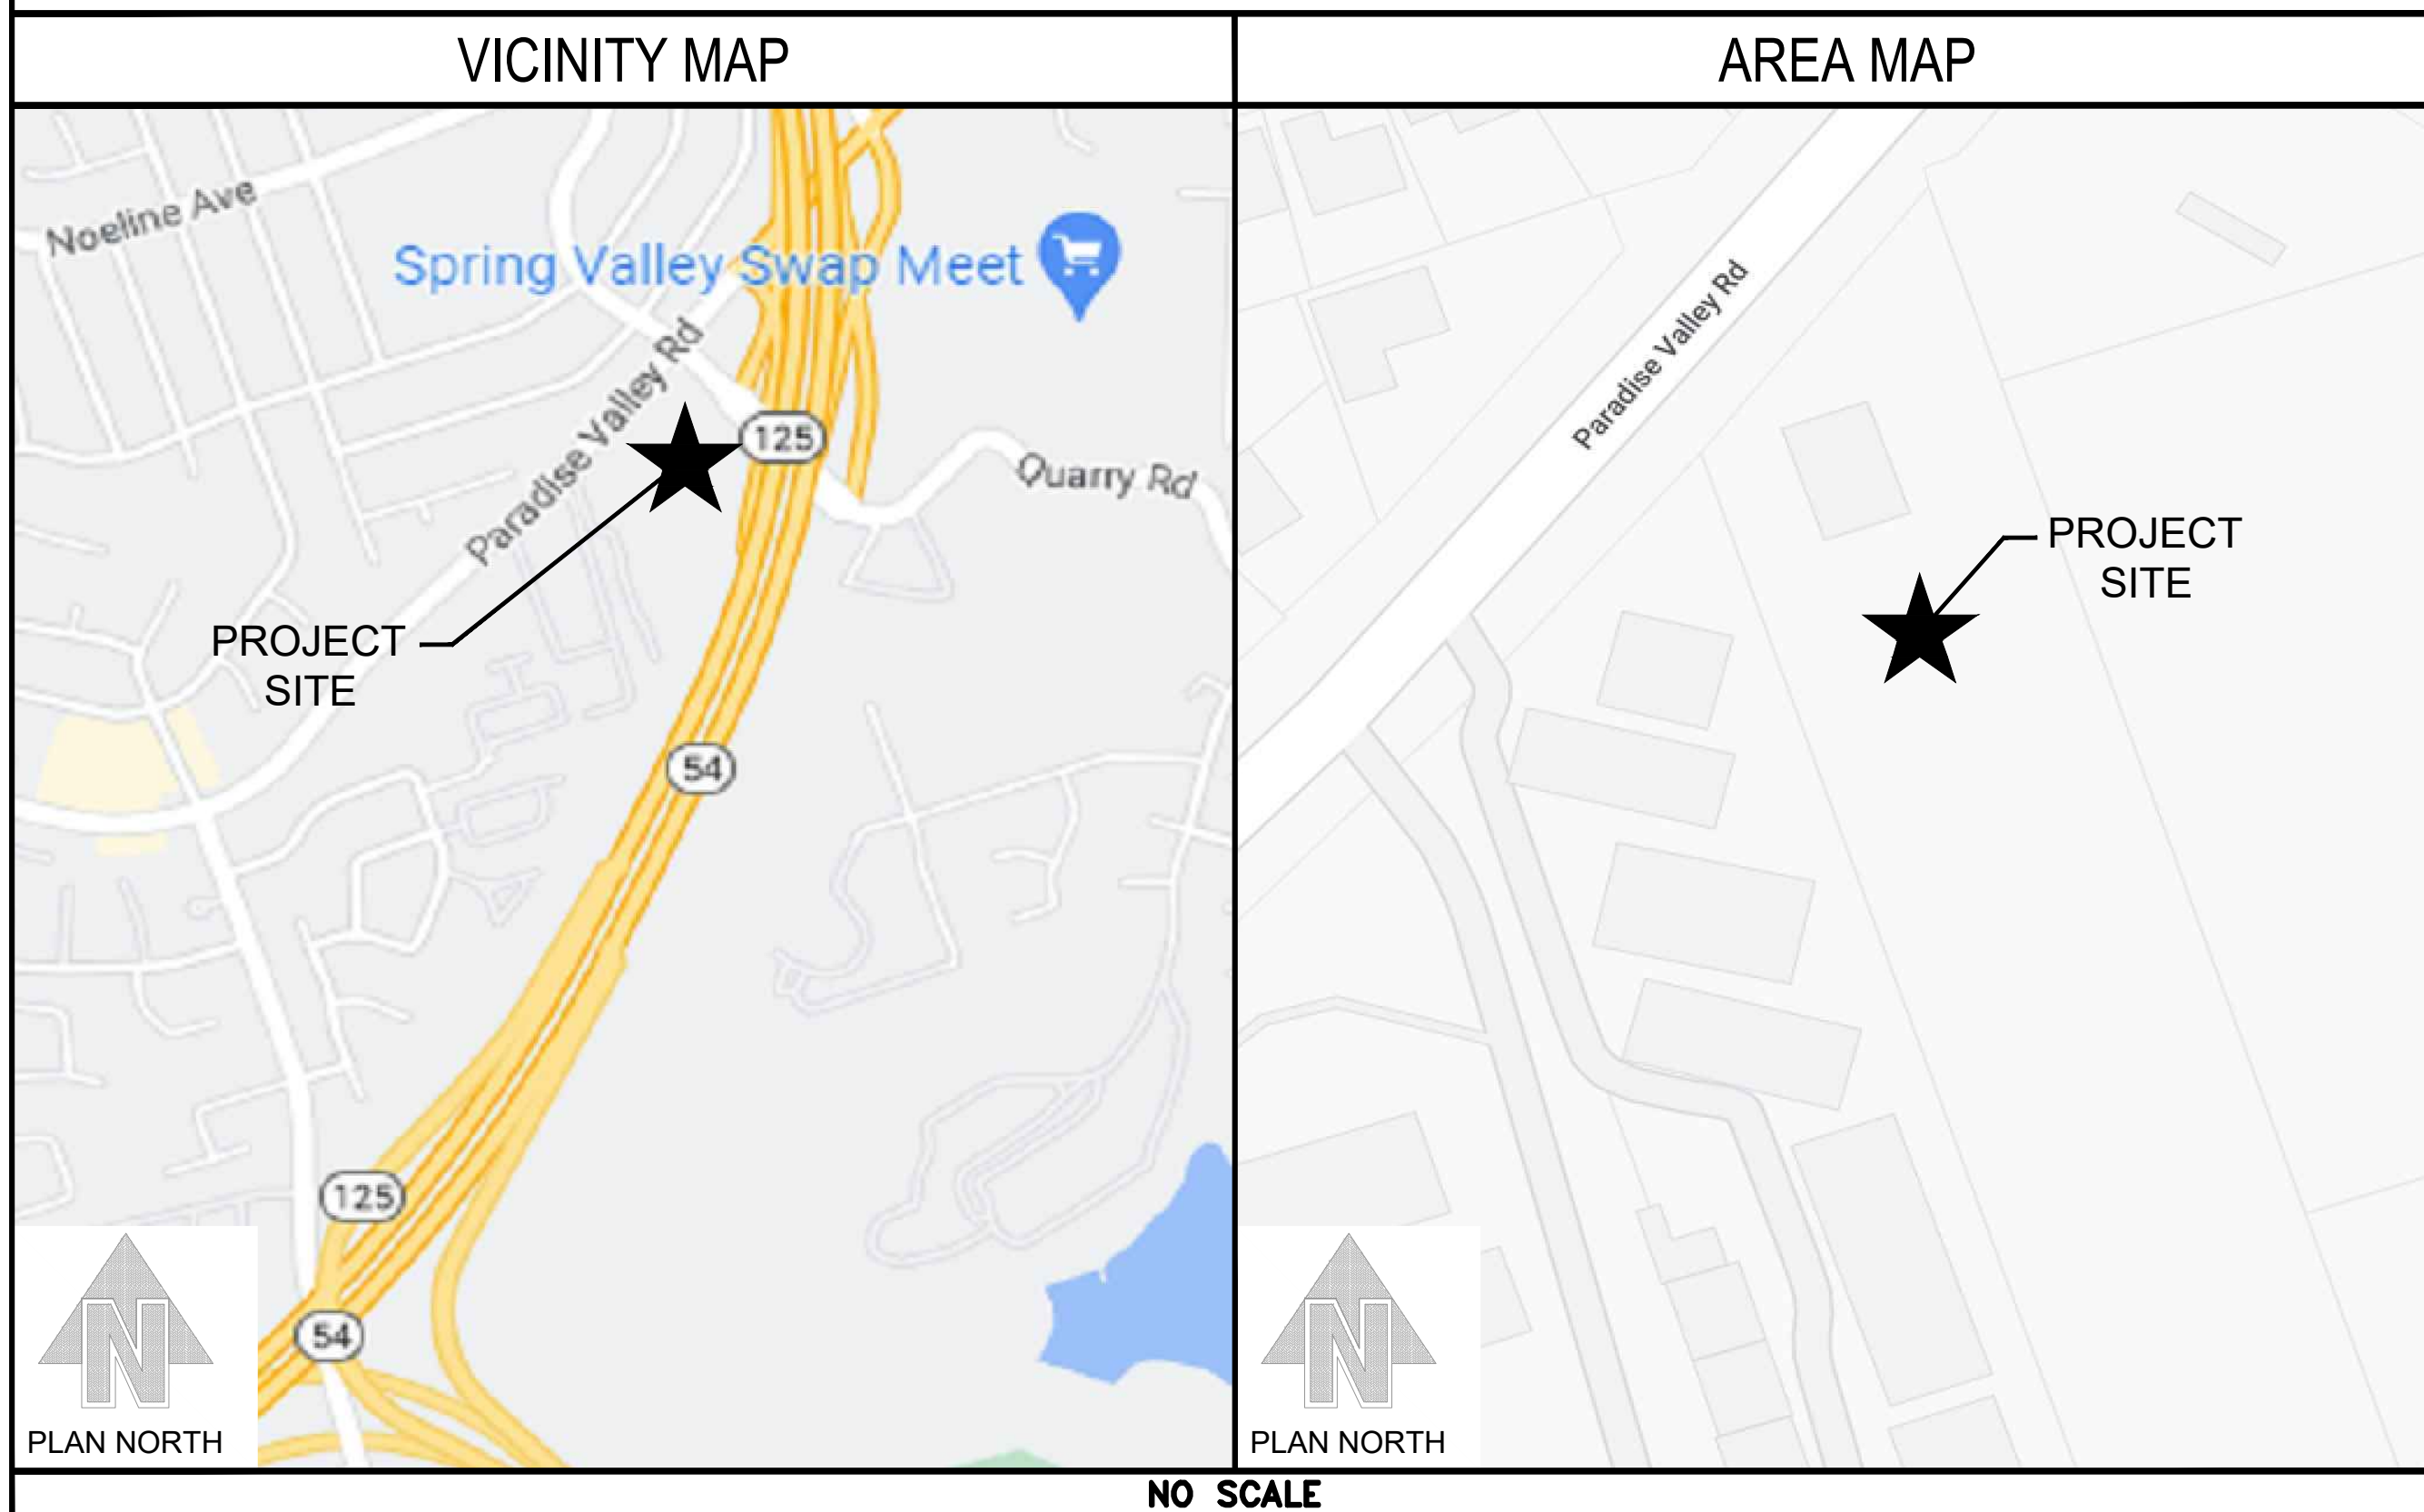 VICINITY MAP
Noeline Ave
Spring Valley Swap Meet
Paradise Valley Rd
125
Quarry Rd
PROJECT
SITE
54
125
54
PLAN NORTH
AREA MAP
Paradise Valley Rd
PROJECT
SITE
PLAN NORTH
NO SCALE